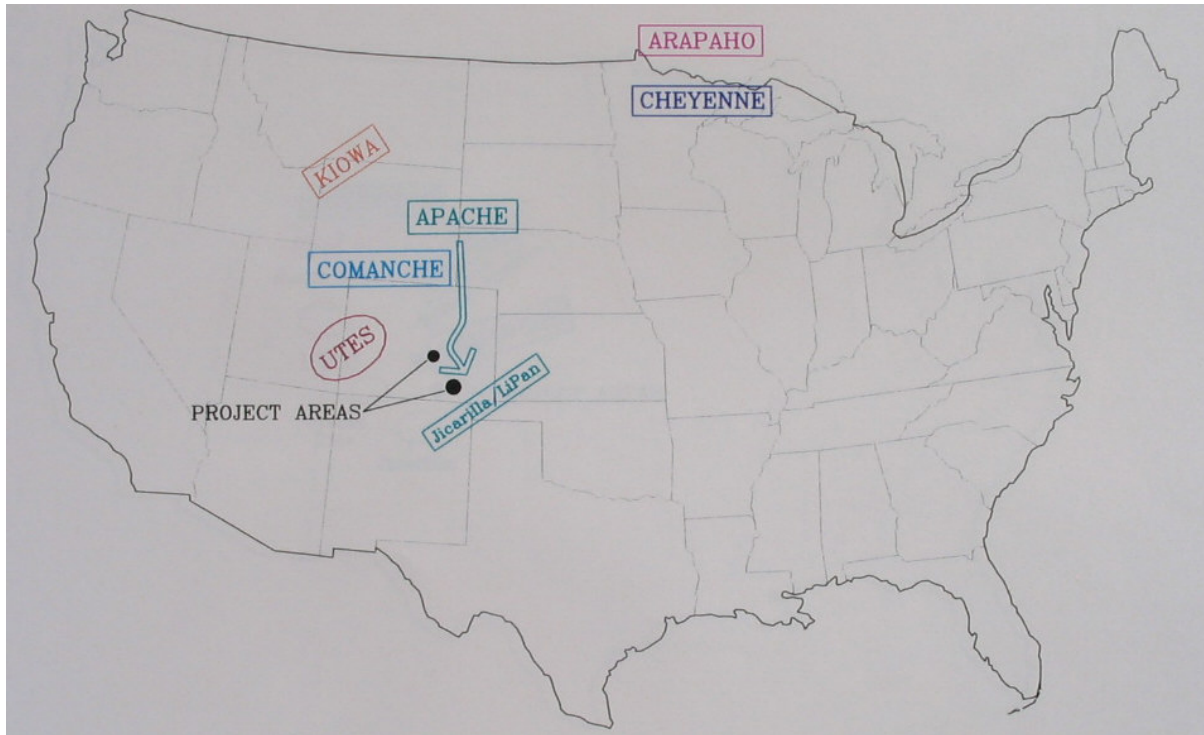 ARAPAHO
CHEYENNE
KIOWA
APACHE
COMANCHE
UTES
PROJECT AREAS
Jicarilla/LiPan